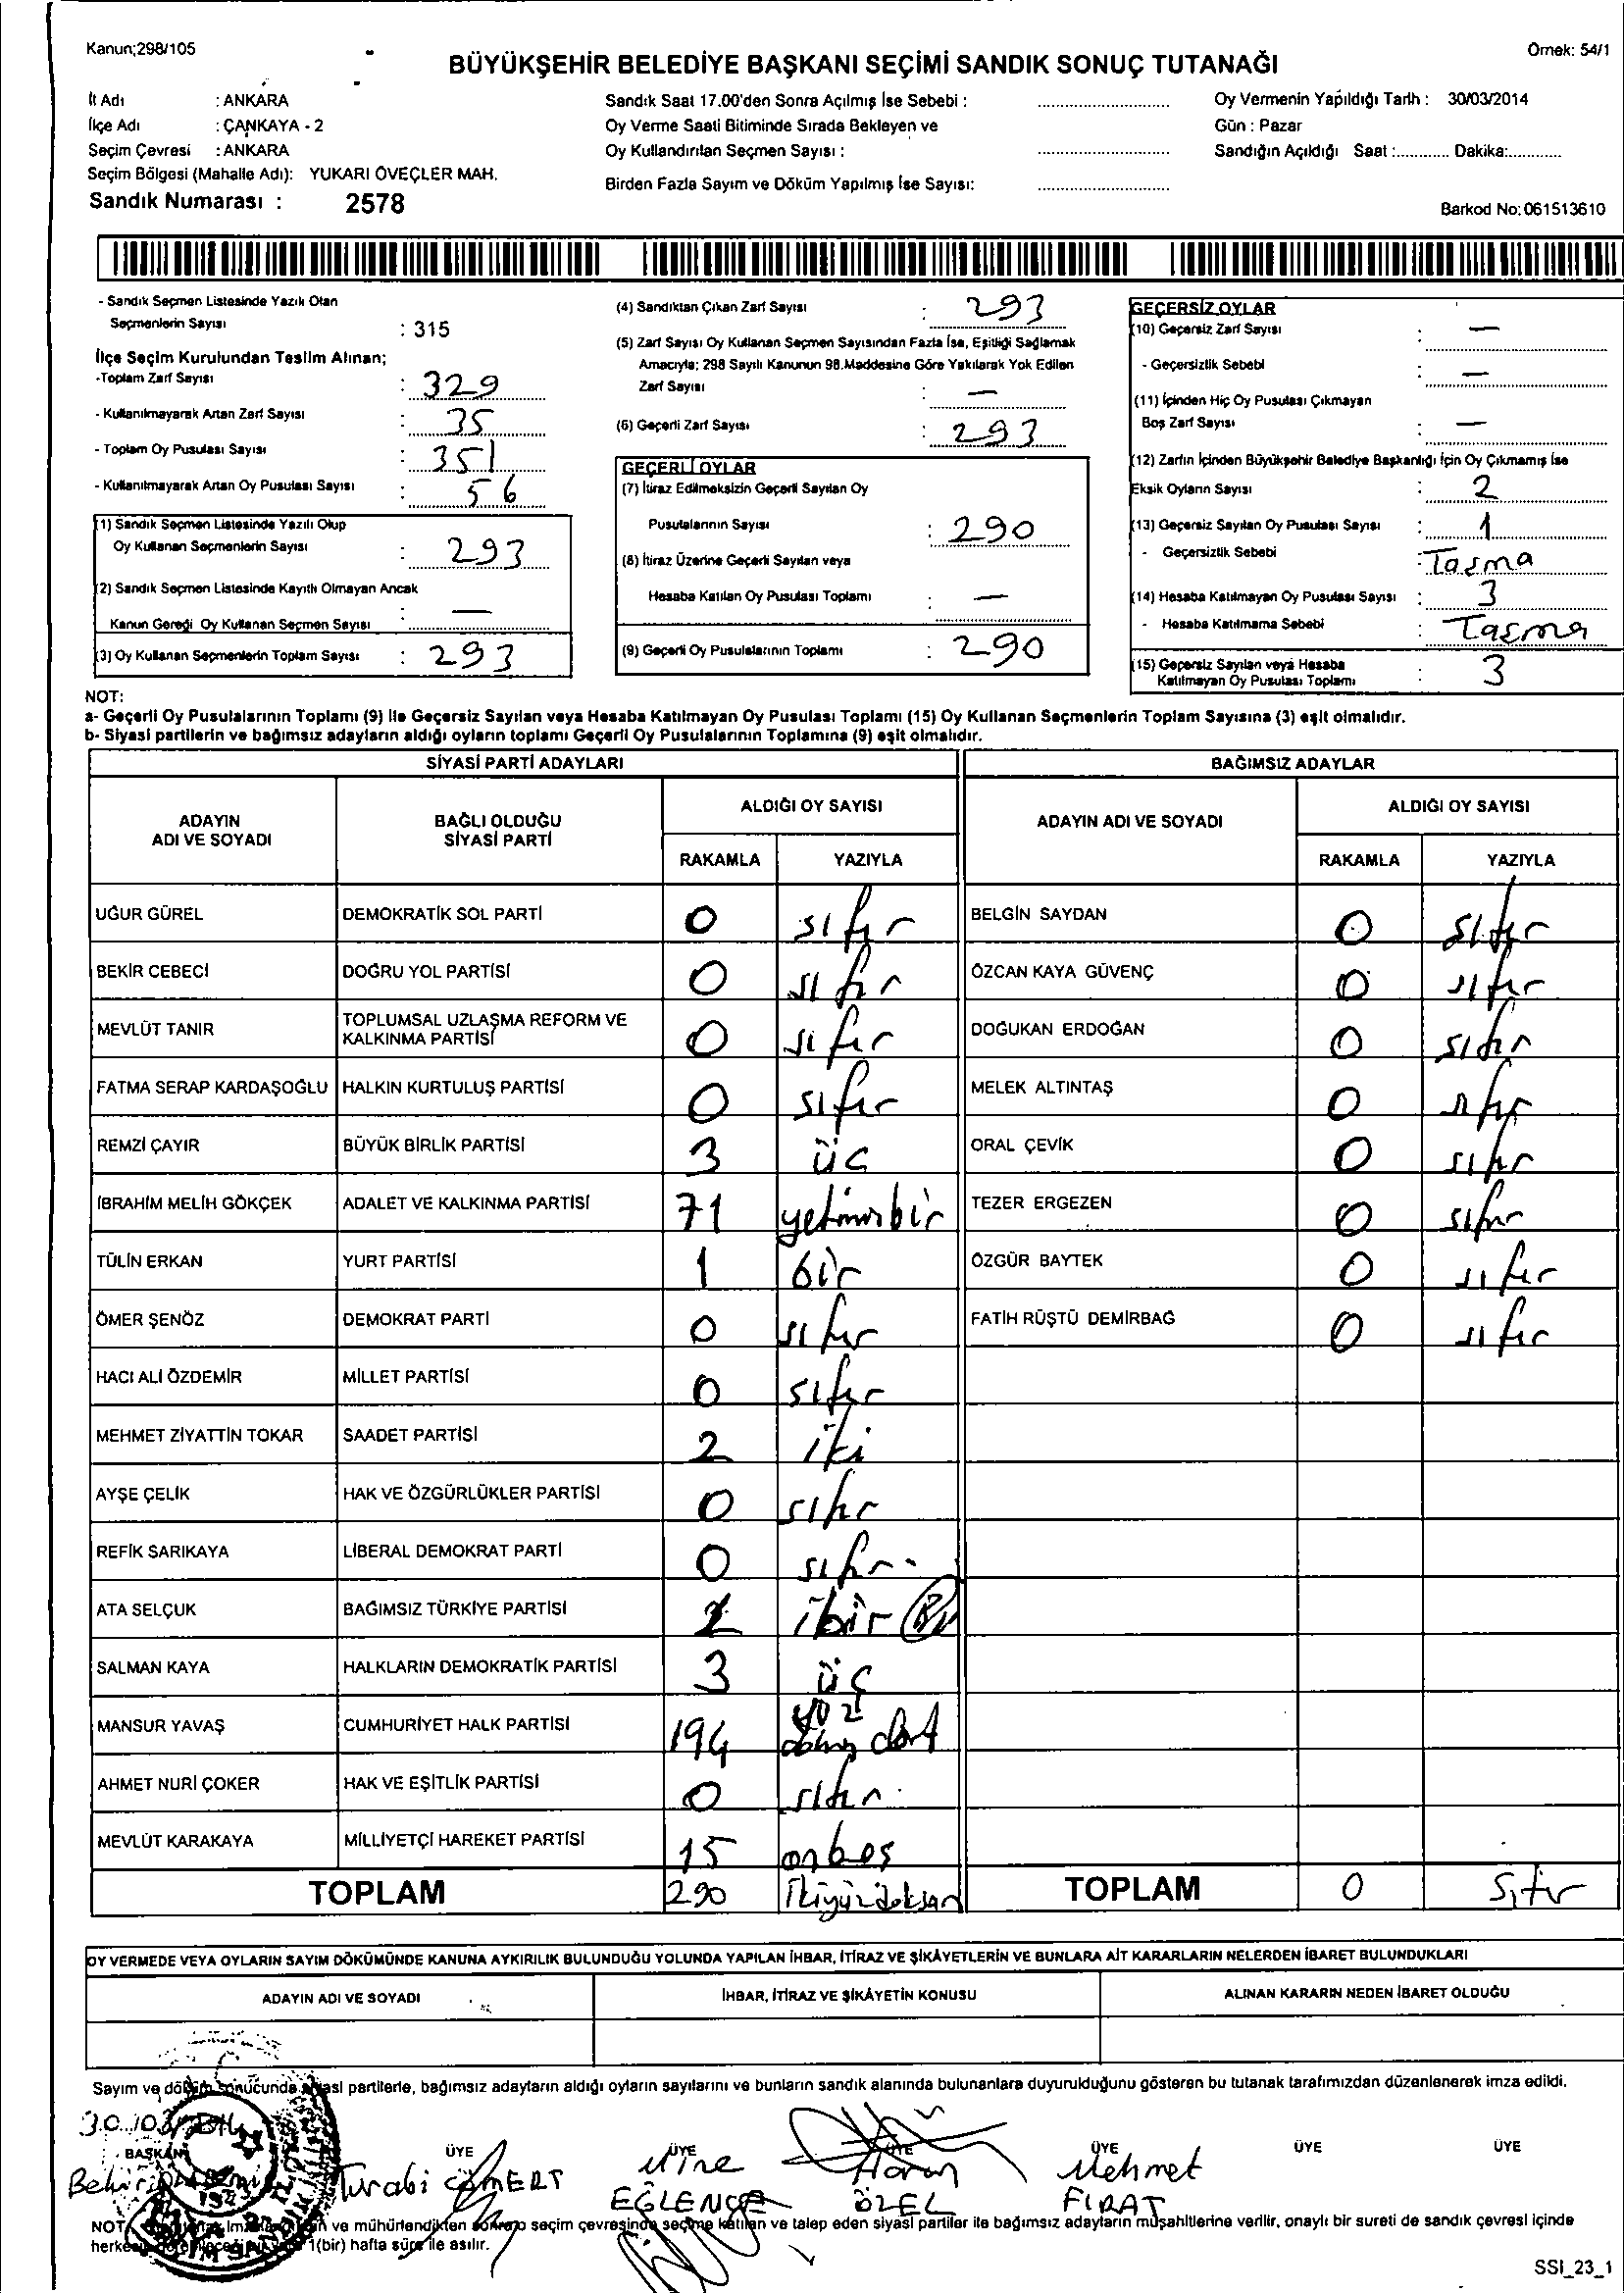 Kanun;298/105
Örnek: 54/1
BÜYÜKŞEHİR BELEDİYE BAŞKANI SEÇİMİ SANDIK SONUÇ TUTANAĞI
İl Adı : ANKARA
İlçe Adı : ÇANKAYA - 2
Seçim Çevresi : ANKARA
Seçim Bölgesi (Mahalle Adı): YUKARI ÖVEÇLER MAH.
Sandık Numarası : 2578
Sandık Saat 17.00'den Sonra Açılmış İse Sebebi :
Oy Verme Saati Bitiminde Sırada Bekleyen ve
Oy Kullandırılan Seçmen Sayısı :
Birden Fazla Sayım ve Döküm Yapılmış İse Sayısı:
Oy Vermenin Yapıldığı Tarih : 30/03/2014
Gün : Pazar
Sandığın Açıldığı Saat :............ Dakika:............
Barkod No:061513610
- Sandık Seçmen Listesinde Yazılı Olan
Seçmenlerin Sayısı : 315
İlçe Seçim Kurulundan Teslim Alınan;
-Toplam Zarf Sayısı : 329
- Kullanılmayarak Artan Zarf Sayısı : 35
- Toplam Oy Pusulası Sayısı : 351
- Kullanılmayarak Artan Oy Pusulası Sayısı : 56
(1) Sandık Seçmen Listesinde Yazılı Olup
Oy Kullanan Seçmenlerin Sayısı : 293
(2) Sandık Seçmen Listesinde Kayıtlı Olmayan Ancak
Kanun Gereği Oy Kullanan Seçmen Sayısı : —
(3) Oy Kullanan Seçmenlerin Toplam Sayısı : 293
(4) Sandıktan Çıkan Zarf Sayısı : 293
(5) Zarf Sayısı Oy Kullanan Seçmen Sayısından Fazla İse, Eşitliği Sağlamak
Amacıyla; 298 Sayılı Kanunun 98.Maddesine Göre Yakılarak Yok Edilen
Zarf Sayısı : —
(6) Geçerli Zarf Sayısı : 293
GEÇERLİ OYLAR
(7) İtiraz Edilmeksizin Geçerli Sayılan Oy
Pusulalarının Sayısı : 290
(8) İtiraz Üzerine Geçerli Sayılan veya
Hesaba Katılan Oy Pusulası Toplamı : —
(9) Geçerli Oy Pusulalarının Toplamı : 290
GEÇERSİZ OYLAR
(10) Geçersiz Zarf Sayısı : —
- Geçersizlik Sebebi : —
(11) İçinden Hiç Oy Pusulası Çıkmayan
Boş Zarf Sayısı : —
(12) Zarfın İçinden Büyükşehir Belediye Başkanlığı İçin Oy Çıkmamış İse
Eksik Oyların Sayısı : 2
(13) Geçersiz Sayılan Oy Pusulası Sayısı : 1
- Geçersizlik Sebebi : Taşma
(14) Hesaba Katılmayan Oy Pusulası Sayısı : 3
- Hesaba Katılmama Sebebi : Taşma
(15) Geçersiz Sayılan veya Hesaba
Katılmayan Oy Pusulası Toplamı : 3
NOT:
a- Geçerli Oy Pusulalarının Toplamı (9) ile Geçersiz Sayılan veya Hesaba Katılmayan Oy Pusulası Toplamı (15) Oy Kullanan Seçmenlerin Toplam Sayısına (3) eşit olmalıdır.
b- Siyasi partilerin ve bağımsız adayların aldığı oyların toplamı Geçerli Oy Pusulalarının Toplamına (9) eşit olmalıdır.
SİYASİ PARTİ ADAYLARI
ADAYIN ADI VE SOYADI
BAĞLI OLDUĞU SİYASİ PARTİ
ALDIĞI OY SAYISI
RAKAMLA YAZIYLA
UĞUR GÜREL DEMOKRATİK SOL PARTİ 0 sıfır
BEKİR CEBECİ DOĞRU YOL PARTİSİ 0 sıfır
MEVLÜT TANIR TOPLUMSAL UZLAŞMA REFORM VE KALKINMA PARTİSİ 0 sıfır
FATMA SERAP KARDAŞOĞLU HALKIN KURTULUŞ PARTİSİ 0 sıfır
REMZİ ÇAYIR BÜYÜK BİRLİK PARTİSİ 3 üç
İBRAHİM MELİH GÖKÇEK ADALET VE KALKINMA PARTİSİ 71 yetmişbir
TÜLİN ERKAN YURT PARTİSİ 1 bir
ÖMER ŞENÖZ DEMOKRAT PARTİ 0 sıfır
HACI ALİ ÖZDEMİR MİLLET PARTİSİ 0 sıfır
MEHMET ZİYATTİN TOKAR SAADET PARTİSİ 2 iki
AYŞE ÇELİK HAK VE ÖZGÜRLÜKLER PARTİSİ 0 sıfır
REFİK SARIKAYA LİBERAL DEMOKRAT PARTİ 0 sıfır
ATA SELÇUK BAĞIMSIZ TÜRKİYE PARTİSİ 1 bir
SALMAN KAYA HALKLARIN DEMOKRATİK PARTİSİ 3 üç
MANSUR YAVAŞ CUMHURİYET HALK PARTİSİ 194 yüz doksan dört
AHMET NURİ ÇOKER HAK VE EŞİTLİK PARTİSİ 0 sıfır
MEVLÜT KARAKAYA MİLLİYETÇİ HAREKET PARTİSİ 15 onbeş
TOPLAM 290 ikiyüzdoksan
BAĞIMSIZ ADAYLAR
ADAYIN ADI VE SOYADI
ALDIĞI OY SAYISI
RAKAMLA YAZIYLA
BELGİN SAYDAN 0 sıfır
ÖZCAN KAYA GÜVENÇ 0 sıfır
DOĞUKAN ERDOĞAN 0 sıfır
MELEK ALTINTAŞ 0 sıfır
ORAL ÇEVİK 0 sıfır
TEZER ERGEZEN 0 sıfır
ÖZGÜR BAYTEK 0 sıfır
FATİH RÜŞTÜ DEMİRBAĞ 0 sıfır
TOPLAM 0 sıfır
OY VERMEDE VEYA OYLARIN SAYIM DÖKÜMÜNDE KANUNA AYKIRILIK BULUNDUĞU YOLUNDA YAPILAN İHBAR, İTİRAZ VE ŞİKÂYETLERİN VE BUNLARA AİT KARARLARIN NELERDEN İBARET BULUNDUKLARI
ADAYIN ADI VE SOYADI
İHBAR, İTİRAZ VE ŞİKÂYETİN KONUSU
ALINAN KARARIN NEDEN İBARET OLDUĞU
Sayım ve döküm sonucunda siyasi partilerle, bağımsız adayların aldığı oyların sayılarını ve bunların sandık alanında bulunanlara duyurulduğunu gösteren bu tutanak tarafımızdan düzenlenerek imza edildi.
30/03/2014
BAŞKAN ÜYE ÜYE ÜYE ÜYE ÜYE ÜYE
Turabi CÖMERT
Mine EĞLENCE
Harun ÖZEL
Mehmet FIRAT
NOT: ve mühürlendikten sonra seçim çevresinde seçime katılan ve talep eden siyasi partiler ile bağımsız adayların müşahitlerine verilir, onaylı bir sureti de sandık çevresi içinde
1(bir) hafta süre ile asılır.
SSI_23_1